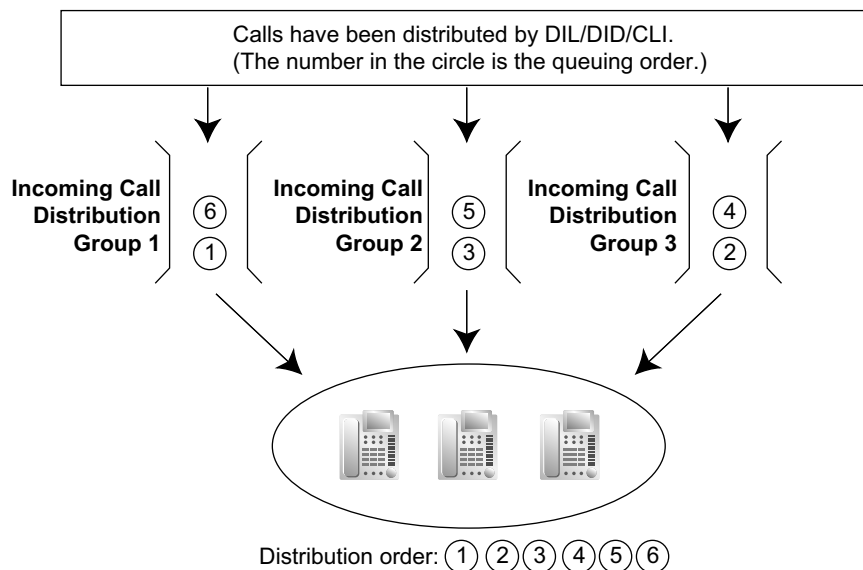 Calls have been distributed by DIL/DID/CLI.
(The number in the circle is the queuing order.)
Incoming Call
Distribution
Group 1
6
1
Incoming Call
Distribution
Group 2
5
3
Incoming Call
Distribution
Group 3
4
2
Distribution order: 1 2 3 4 5 6